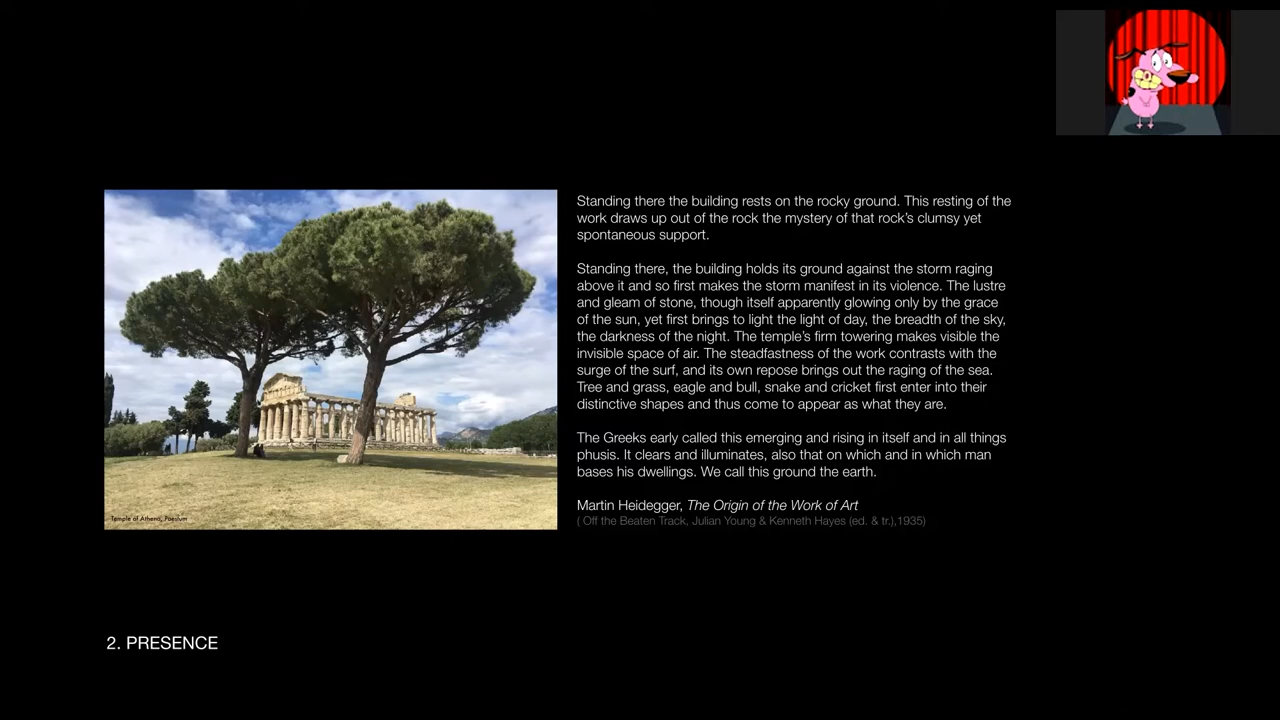 Standing there the building rests on the rocky ground. This resting of the
work draws up out of the rock the mystery of that rock's clumsy yet
spontaneous support.
Standing there, the building holds its ground against the storm raging
above it and so first makes the storm manifest in its violence. The lustre
and gleam of stone, though itself apparently glowing only by the grace
of the sun, yet first brings to light the light of day, the breadth of the sky,
the darkness of the night. The temple's firm towering makes visible the
invisible space of air. The steadfastness of the work contrasts with the
surge of the surf, and its own repose brings out the raging of the sea.
Tree and grass, eagle and bull, snake and cricket first enter into their
distinctive shapes and thus come to appear as what they are.
The Greeks early called this emerging and rising in itself and in all things
phusis. It clears and illuminates, also that on which and in which man
bases his dwellings. We call this ground the earth.
Martin Heidegger, The Origin of the Work of Art
( Off the Beaten Track, Julian Young & Kenneth Hayes (ed. & tr.),1935)
Temple of Athena, Paestum
2. PRESENCE